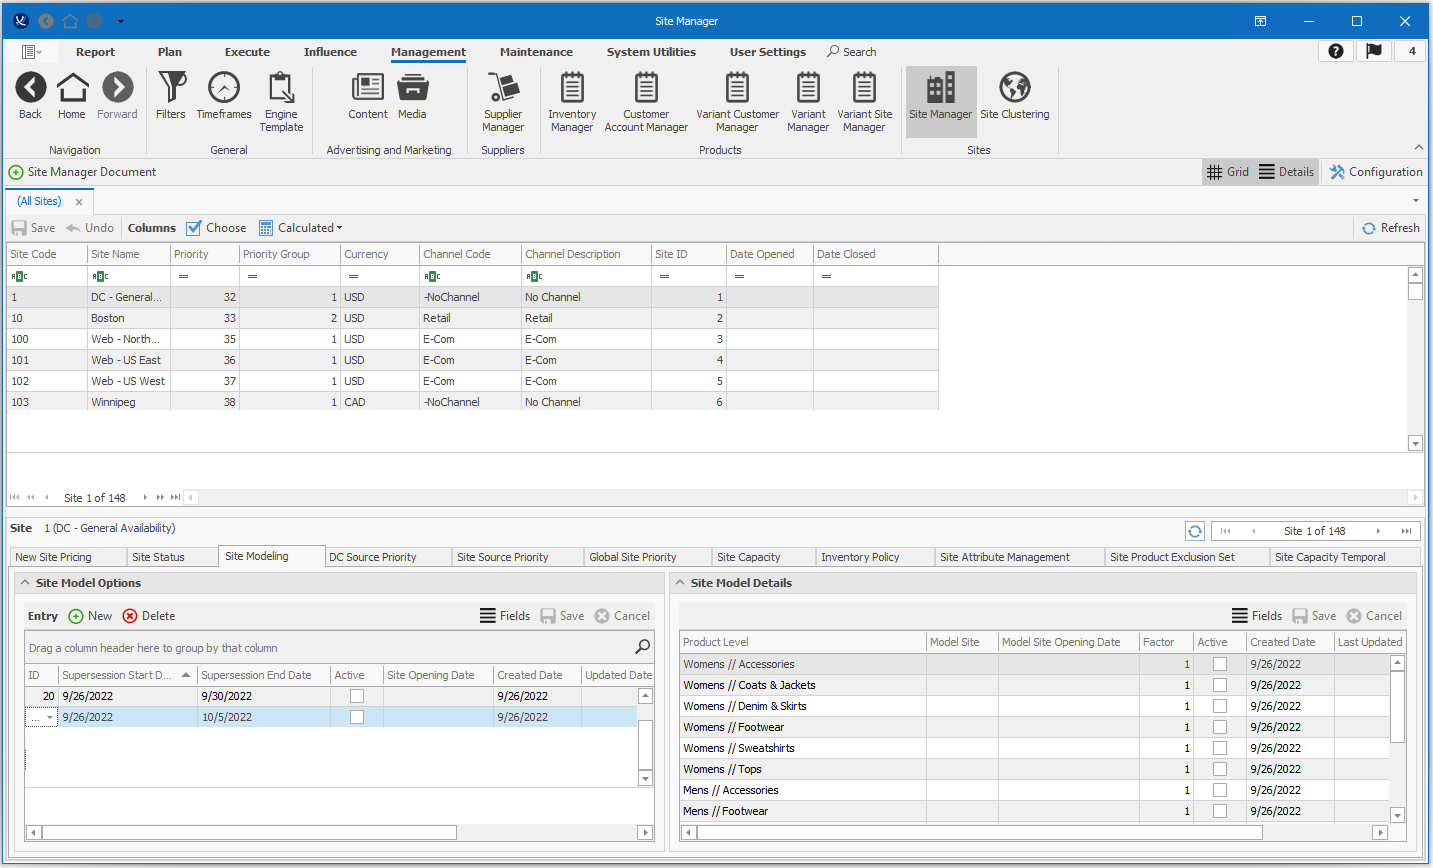 Site Manager
Report Plan Execute Influence Management Maintenance System Utilities User Settings Search ? 4
Back Home Forward Filters Timeframes Engine Template Content Media Supplier Manager Inventory Manager Customer Account Manager Variant Customer Manager Variant Manager Variant Site Manager Site Manager Site Clustering
Navigation General Advertising and Marketing Suppliers Products Sites
Site Manager Document Grid Details Configuration
(All Sites)
Save Undo Columns Choose Calculated Refresh
Site Code Site Name Priority Priority Group Currency Channel Code Channel Description Site ID Date Opened Date Closed
ABC ABC = = ABC ABC = = =
1 DC - General... 32 1 USD -NoChannel No Channel 1
10 Boston 33 2 USD Retail Retail 2
100 Web - North... 35 1 USD E-Com E-Com 3
101 Web - US East 36 1 USD E-Com E-Com 4
102 Web - US West 37 1 USD E-Com E-Com 5
103 Winnipeg 38 1 CAD -NoChannel No Channel 6
Site 1 of 148
Site 1 (DC - General Availability) Site 1 of 148
New Site Pricing Site Status Site Modeling DC Source Priority Site Source Priority Global Site Priority Site Capacity Inventory Policy Site Attribute Management Site Product Exclusion Set Site Capacity Temporal
Site Model Options
Entry New Delete Fields Save Cancel
Drag a column header here to group by that column
ID Supersession Start D... Supersession End Date Active Site Opening Date Created Date Updated Date
20 9/26/2022 9/30/2022 9/26/2022
... 9/26/2022 10/5/2022 9/26/2022
Site Model Details
Fields Save Cancel
Product Level Model Site Model Site Opening Date Factor Active Created Date Last Updated
Womens // Accessories 1 9/26/2022
Womens // Coats & Jackets 1 9/26/2022
Womens // Denim & Skirts 1 9/26/2022
Womens // Footwear 1 9/26/2022
Womens // Sweatshirts 1 9/26/2022
Womens // Tops 1 9/26/2022
Mens // Accessories 1 9/26/2022
Mens // Footwear 1 9/26/2022